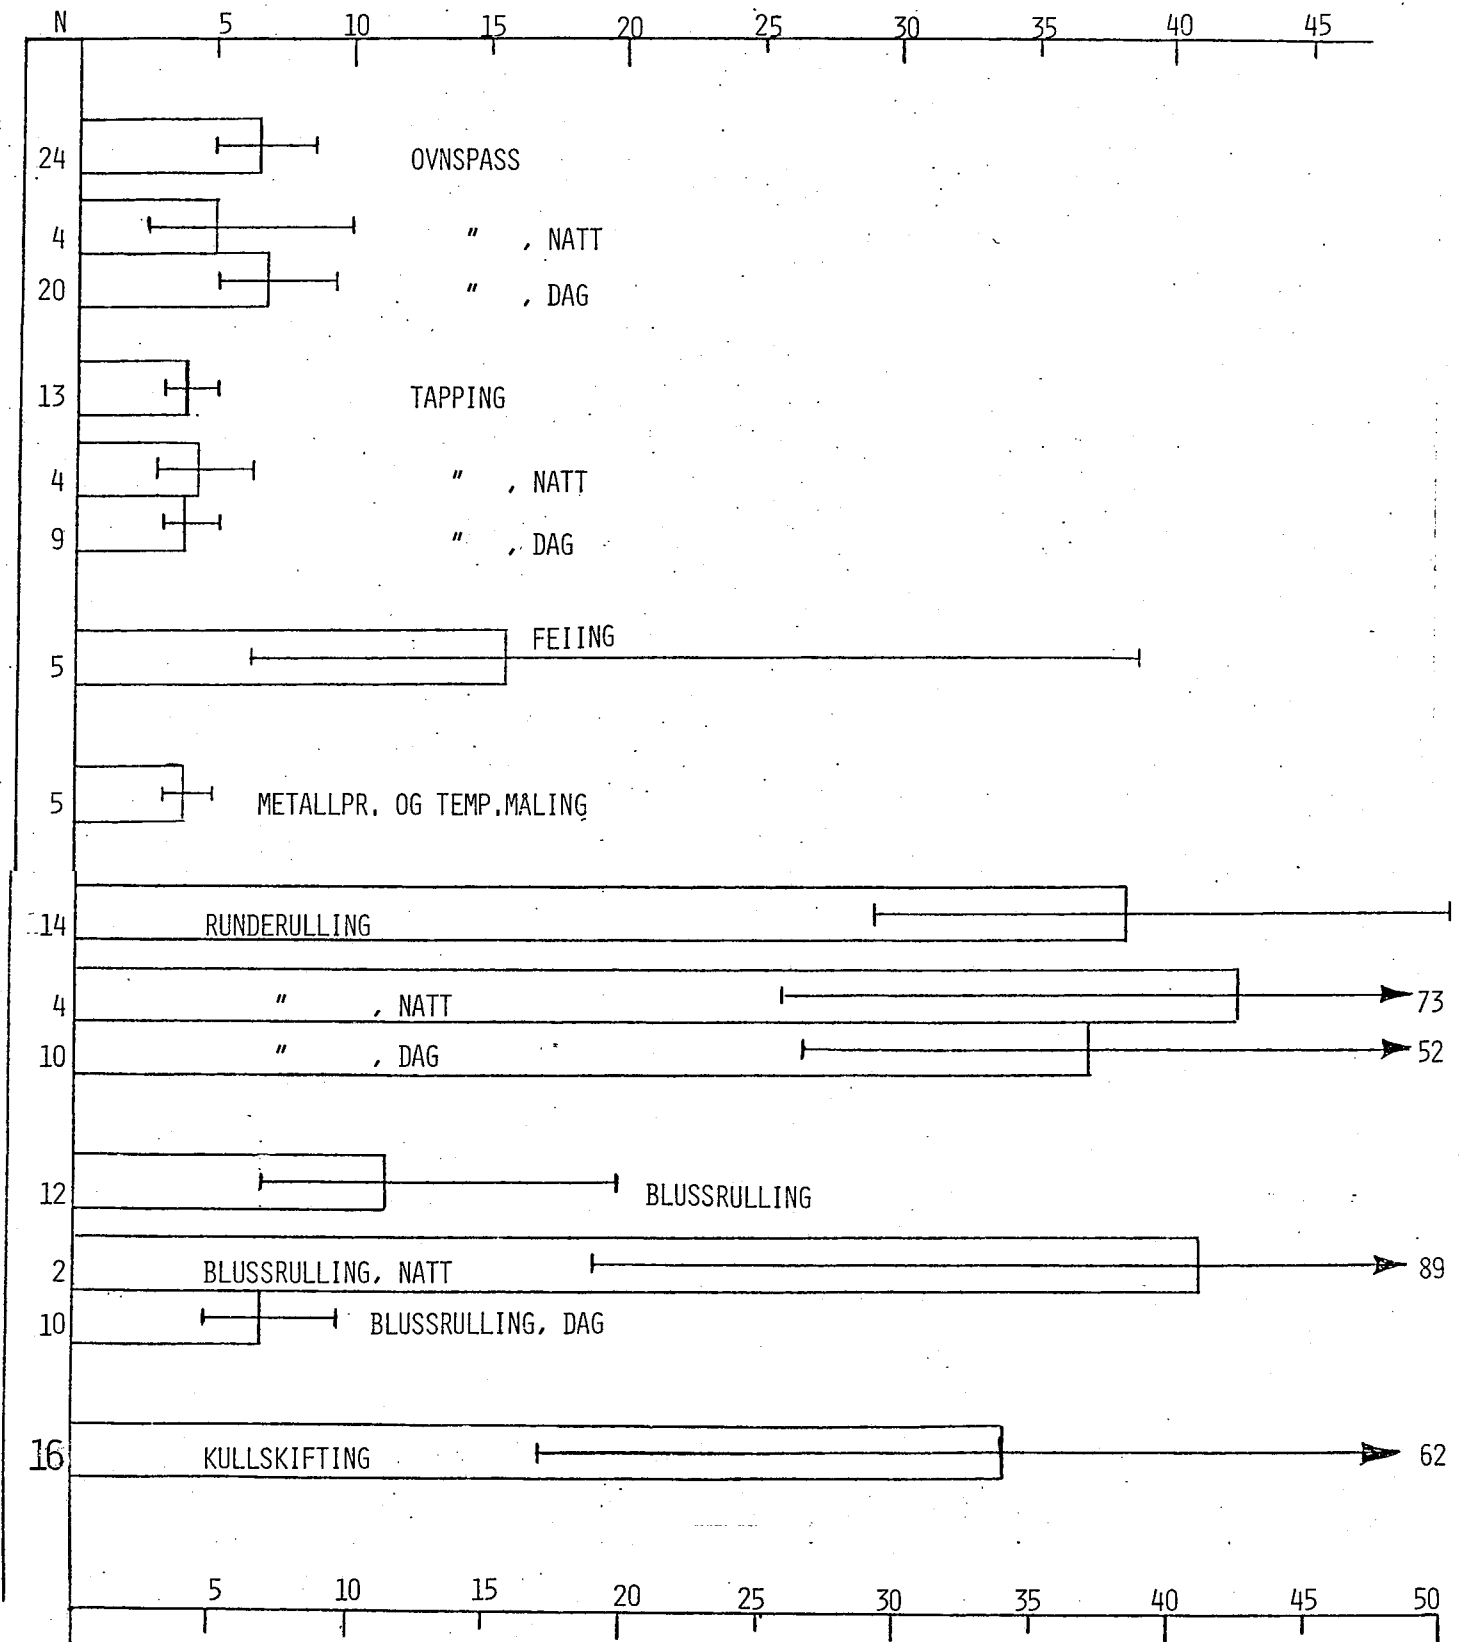 N 5 10 15 20 25 30 35 40 45
24 OVNSPASS
4 " , NATT
20 " , DAG
13 TAPPING
4 " , NATT
9 " , DAG
5 FEIING
5 METALLPR. OG TEMP.MÅLING
14 RUNDERULLING
4 " , NATT 73
10 " , DAG 52
12 BLUSSRULLING
2 BLUSSRULLING, NATT 89
10 BLUSSRULLING, DAG
16 KULLSKIFTING 62
5 10 15 20 25 30 35 40 45 50